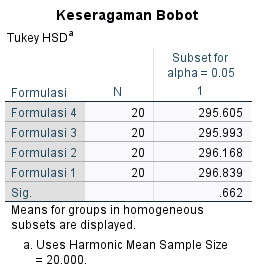 Keseragaman Bobot
Tukey HSDa
Subset for
alpha = 0.05
Formulasi N 1
Formulasi 4 20 295.605
Formulasi 3 20 295.993
Formulasi 2 20 296.168
Formulasi 1 20 296.839
Sig. .662
Means for groups in homogeneous
subsets are displayed.
a. Uses Harmonic Mean Sample Size
= 20,000.